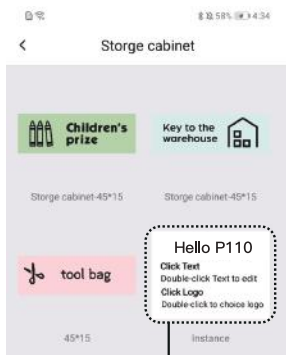 58% 4:34
Storge cabinet
Children's
prize
Key to the
warehouse
Storge cabinet-45*15
Storge cabinet-45*15
tool bag
Hello P110
Click Text
Double-click Text to edit
Click Logo
Double-click to choice logo
45*15
Instance